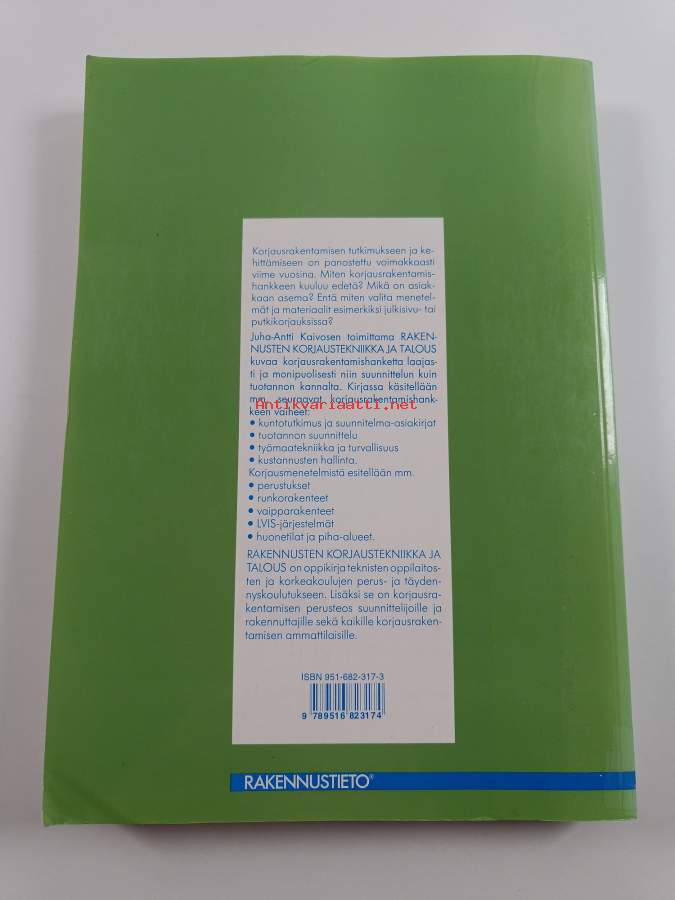 Korjausrakentamisen tutkimukseen ja ke-
hittämiseen on panostettu voimakkaasti
viime vuosina. Miten korjausrakentamis-
hankkeen kuuluu edetä? Mikä on asiak-
kaan asema? Entä miten valita menetel-
mät ja materiaalit esimerkiksi julkisivu- tai
putkikorjauksissa?
Juha-Antti Kaivosen toimittama RAKEN-
NUSTEN KORJAUSTEKNIIKKA JA TALOUS
kuvaa korjausrakentamishanketta laajas-
ti ja monipuolisesti niin suunnittelun kuin
tuotannon kannalta. Kirjassa käsitellään
mm. seuraavat korjausrakentamishank-
Antikvariaatti.net
keen vaiheet:
• kuntotutkimus ja suunnitelma-asiakirjat
• tuotannon suunnittelu
• työmaatekniikka ja turvallisuus
• kustannusten hallinta.
Korjausmenetelmistä esitellään mm.
• perustukset
• runkorakenteet
• vaipparakenteet
• LVIS-järjestelmät
• huonetilat ja piha-alueet.
RAKENNUSTEN KORJAUSTEKNIIKKA JA
TALOUS on oppikirja teknisten oppilaitos-
ten ja korkeakoulujen perus- ja täyden-
nyskoulutukseen. Lisäksi se on korjausra-
kentamisen perusteos suunnittelijoille ja
rakennuttajille sekä kaikille korjausraken-
tamisen ammattilaisille.
ISBN 951-682-317-3
9 789516 823174
RAKENNUSTIETO®